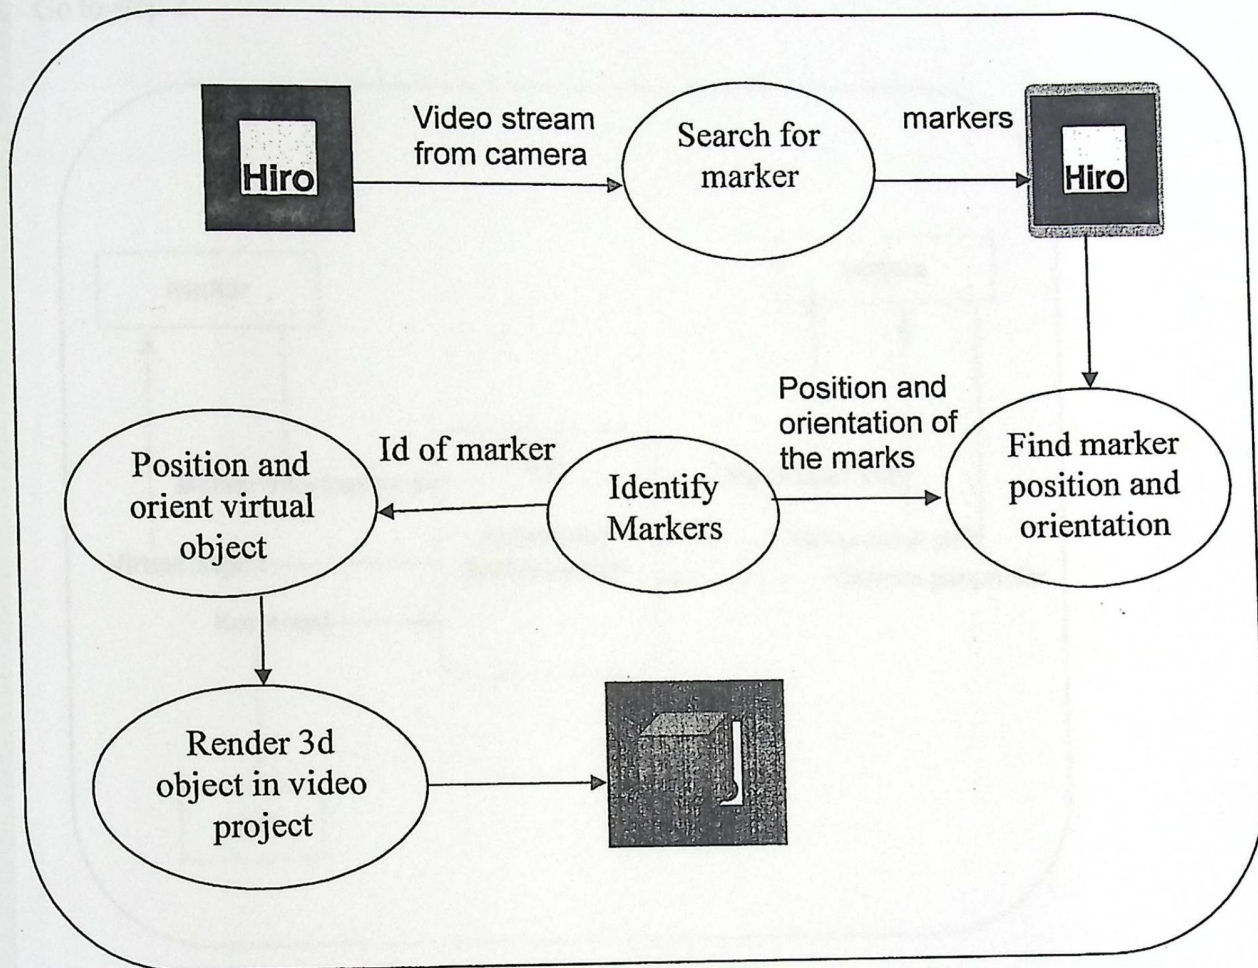 Hiro
Video stream
from camera
Search for
marker
markers
Hiro
Position and
orient virtual
object
Id of marker
Identify
Markers
Position and
orientation of
the marks
Find marker
position and
orientation
Render 3d
object in video
project